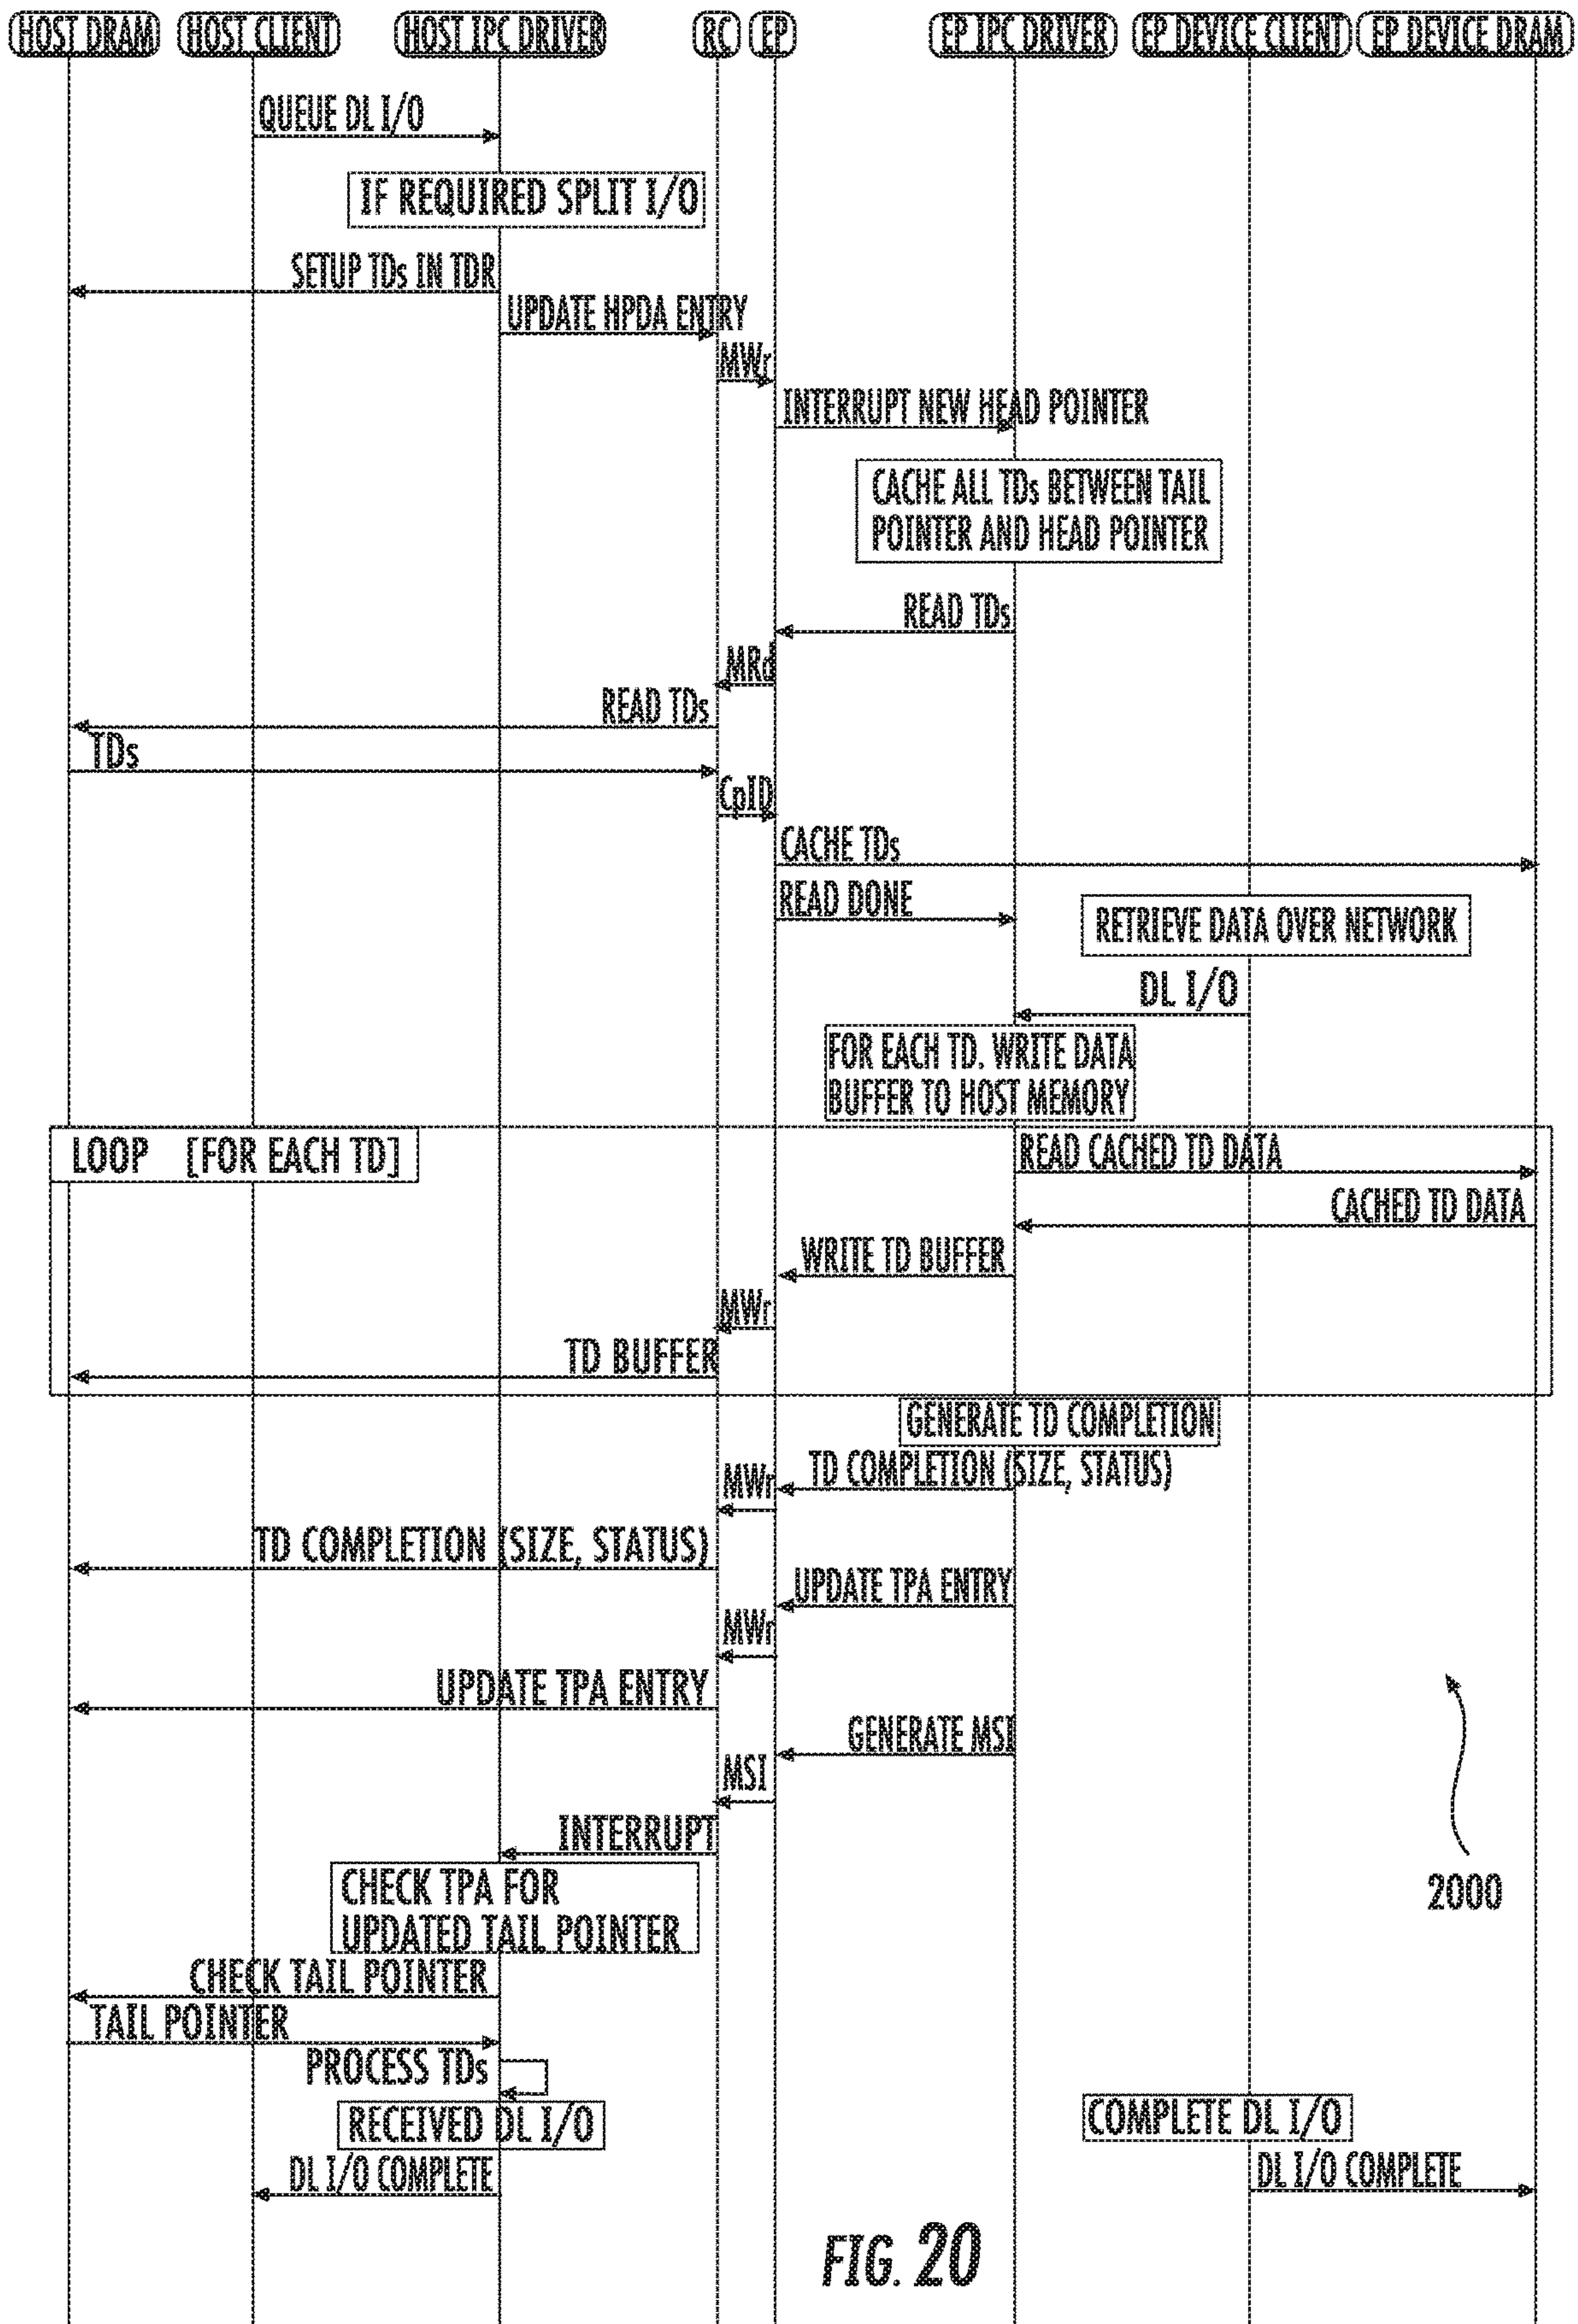 HOST DRAM HOST CLIENT HOST IPC DRIVER RC EP EP IPC DRIVER EP DEVICE CLIENT EP DEVICE DRAM
QUEUE DL I/O
IF REQUIRED SPLIT I/O
SETUP TDs IN TDR
UPDATE HPDA ENTRY
MWr
INTERRUPT NEW HEAD POINTER
CACHE ALL TDs BETWEEN TAIL
POINTER AND HEAD POINTER
READ TDs
MRd
READ TDs
TDs
CplD
CACHE TDs
READ DONE
RETRIEVE DATA OVER NETWORK
DL I/O
FOR EACH TD. WRITE DATA
BUFFER TO HOST MEMORY
LOOP [FOR EACH TD]
READ CACHED TD DATA
CACHED TD DATA
WRITE TD BUFFER
MWr
TD BUFFER
GENERATE TD COMPLETION
TD COMPLETION (SIZE, STATUS)
MWr
TD COMPLETION (SIZE, STATUS)
UPDATE TPA ENTRY
MWr
UPDATE TPA ENTRY
GENERATE MSI
MSI
INTERRUPT
CHECK TPA FOR
UPDATED TAIL POINTER
2000
CHECK TAIL POINTER
TAIL POINTER
PROCESS TDs
RECEIVED DL I/O
COMPLETE DL I/O
DL I/O COMPLETE
DL I/O COMPLETE
FIG. 20